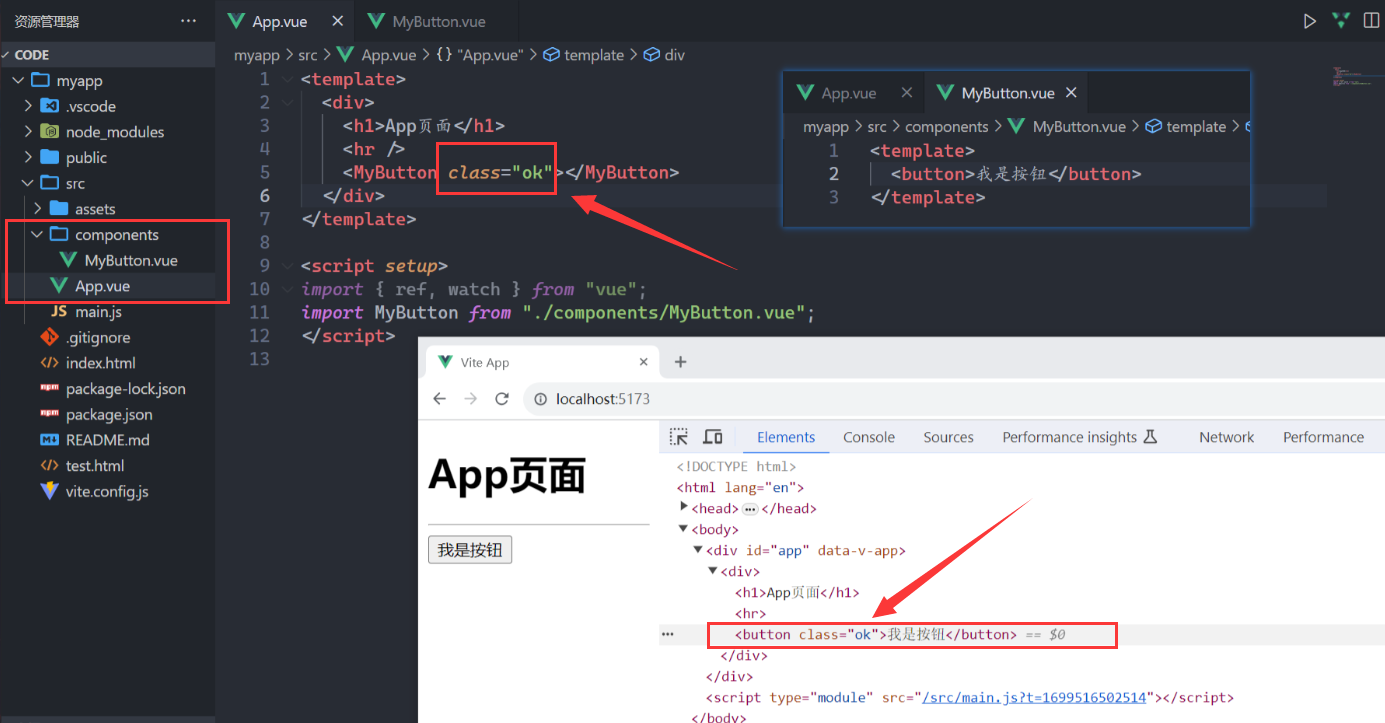 资源管理器 ···
CODE
myapp
.vscode
node_modules
public
src
assets
components
MyButton.vue
App.vue
JS main.js
.gitignore
index.html
package-lock.json
package.json
README.md
test.html
vite.config.js
App.vue × MyButton.vue
myapp > src > App.vue > {} "App.vue" > template > div
1 <template>
2 <div>
3 <h1>App页面</h1>
4 <hr />
5 <MyButton class="ok"></MyButton>
6 </div>
7 </template>
8
9 <script setup>
10 import { ref, watch } from "vue";
11 import MyButton from "./components/MyButton.vue";
12 </script>
13
App.vue × MyButton.vue ×
myapp > src > components > MyButton.vue > template >
1 <template>
2 <button>我是按钮</button>
3 </template>
Vite App × +
localhost:5173
App页面
我是按钮
Elements Console Sources Performance insights Network Performance
<!DOCTYPE html>
<html lang="en">
<head>···</head>
<body>
<div id="app" data-v-app>
<div>
<h1>App页面</h1>
<hr>
··· <button class="ok">我是按钮</button> == $0
</div>
</div>
<script type="module" src="/src/main.js?t=1699516502514"></script>
</body>